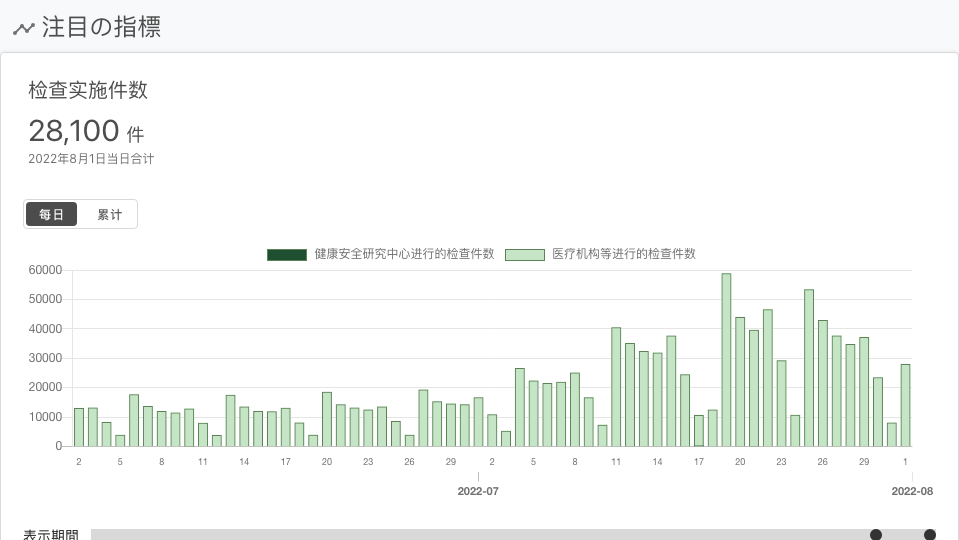 注目の指標
检查实施件数
28,100 件
2022年8月1日当日合计
每日 累计
健康安全研究中心进行的检查件数 医疗机构等进行的检查件数
60000
50000
40000
30000
20000
10000
0
2 5 8 11 14 17 20 23 26 29 2 5 8 11 14 17 20 23 26 29 1
2022-07 2022-08
表示期間